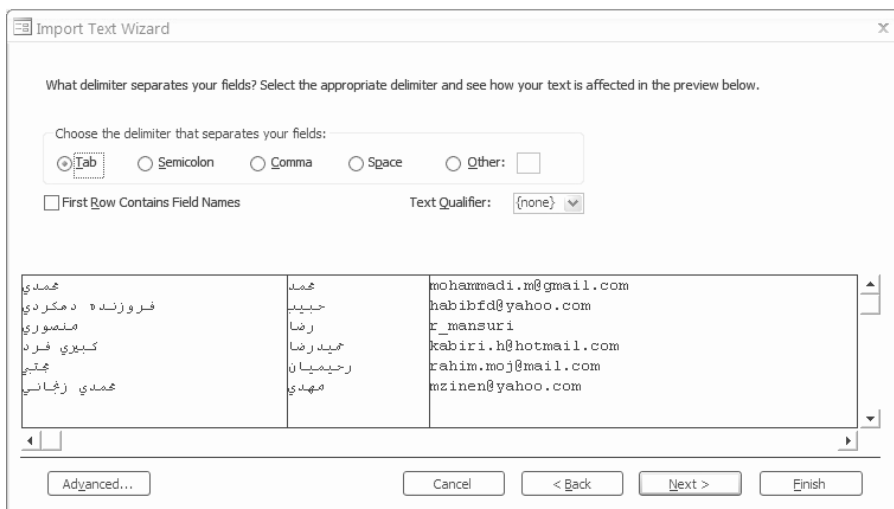 Import Text Wizard
What delimiter separates your fields? Select the appropriate delimiter and see how your text is affected in the preview below.
Choose the delimiter that separates your fields:
Tab Semicolon Comma Space Other:
First Row Contains Field Names Text Qualifier: {none}
محمدي محمد mohammadi.m@gmail.com
فروزنده دهكردي حبيب habibfd@yahoo.com
منصوري رضا r_mansuri
كبيري فرد حميدرضا kabiri.h@hotmail.com
مجتبي رحيميان rahim.moj@mail.com
محمدي زنجاني مهدي mzinen@yahoo.com
Advanced... Cancel < Back Next > Finish